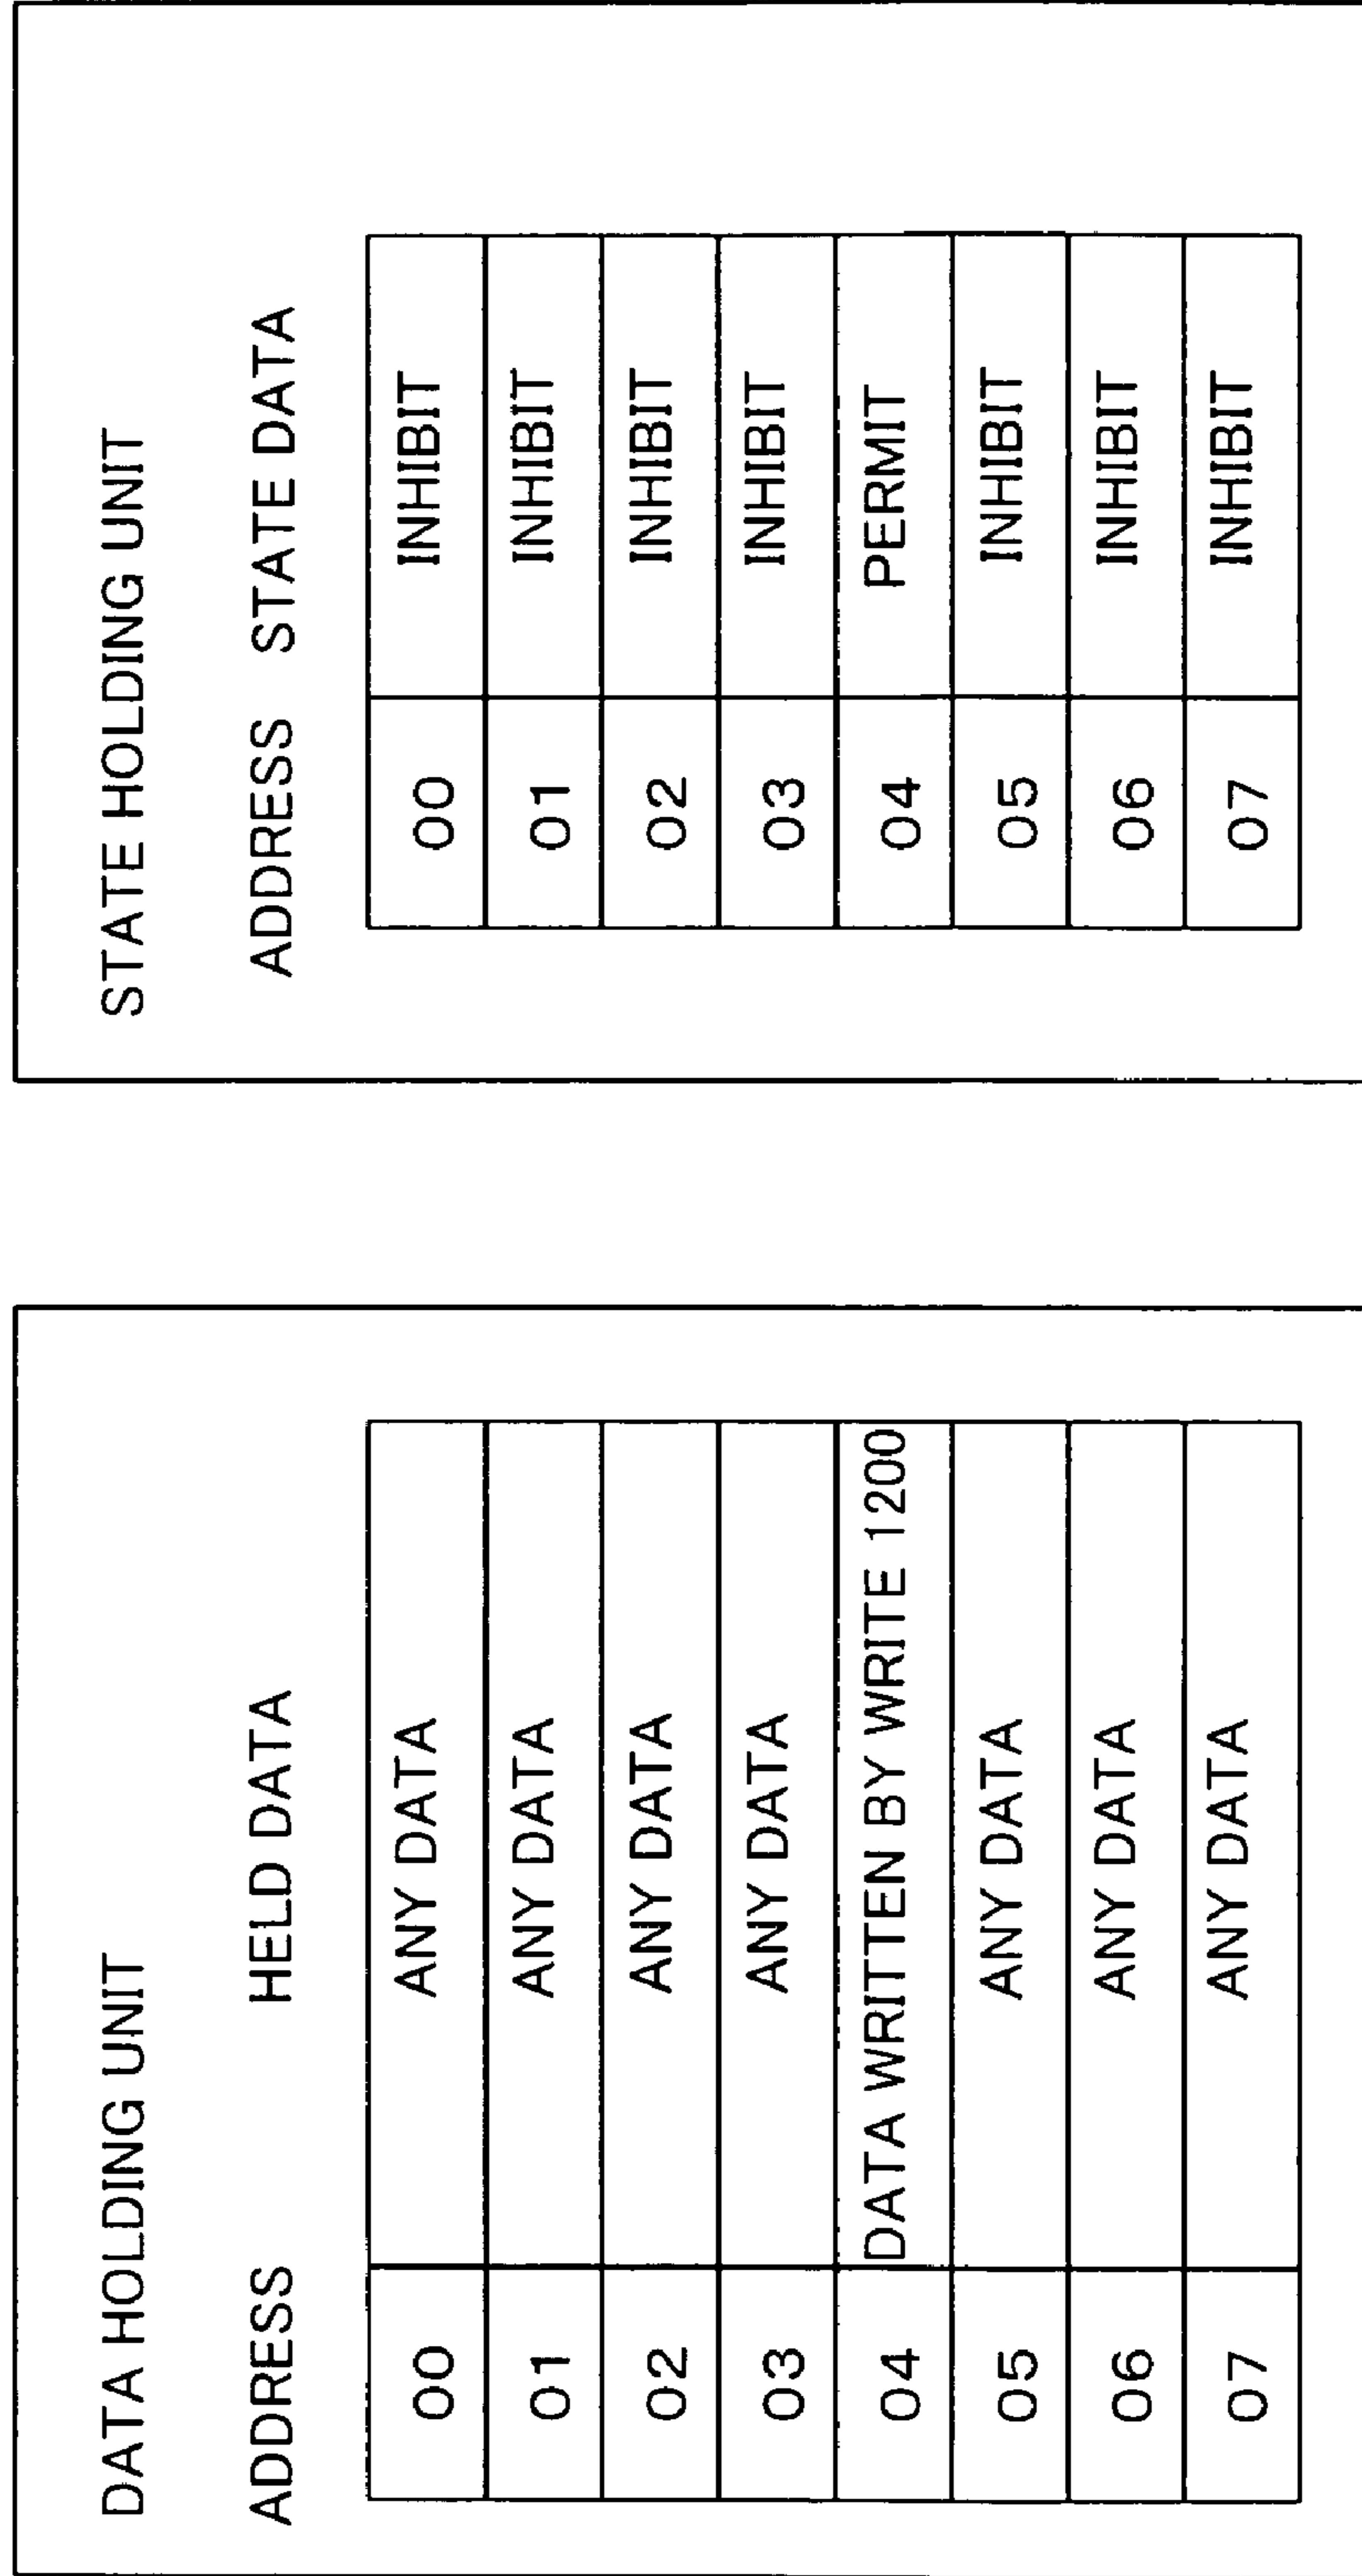 DATA HOLDING UNIT
ADDRESS HELD DATA
00 ANY DATA
01 ANY DATA
02 ANY DATA
03 ANY DATA
04 DATA WRITTEN BY WRITE 1200
05 ANY DATA
06 ANY DATA
07 ANY DATA
STATE HOLDING UNIT
ADDRESS STATE DATA
00 INHIBIT
01 INHIBIT
02 INHIBIT
03 INHIBIT
04 PERMIT
05 INHIBIT
06 INHIBIT
07 INHIBIT